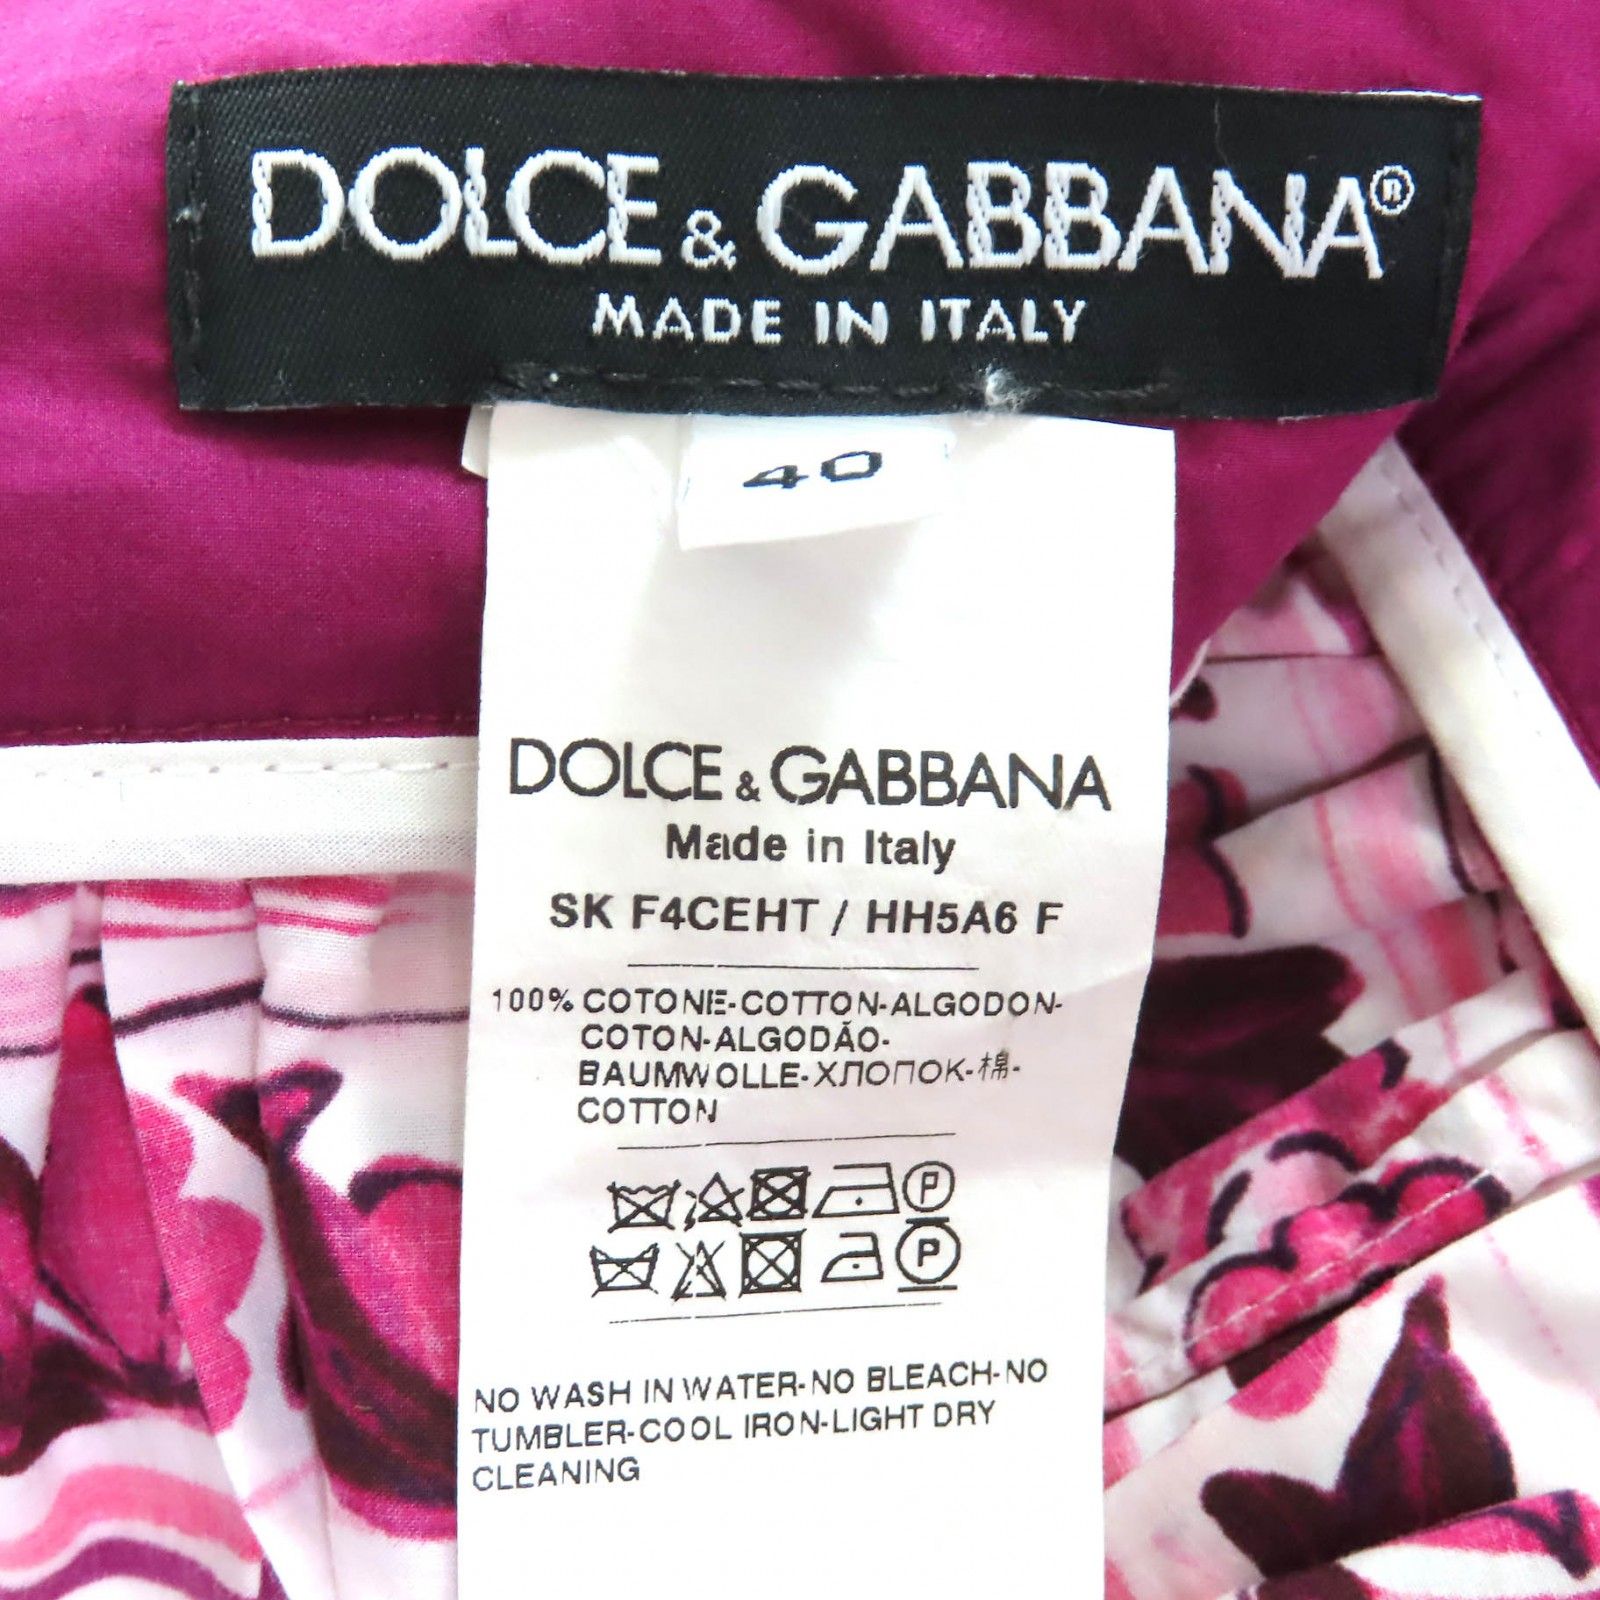 DOLCE & GABBANA®
MADE IN ITALY
40
DOLCE & GABBANA
Made in Italy
SK F4CEHT / HH5A6 F
100% COTONE-COTTON-ALGODON-
COTON-ALGODÃO-
BAUMWOLLE-ХЛОПОК-棉-
COTTON
P
P
NO WASH IN WATER-NO BLEACH-NO
TUMBLER-COOL IRON-LIGHT DRY
CLEANING